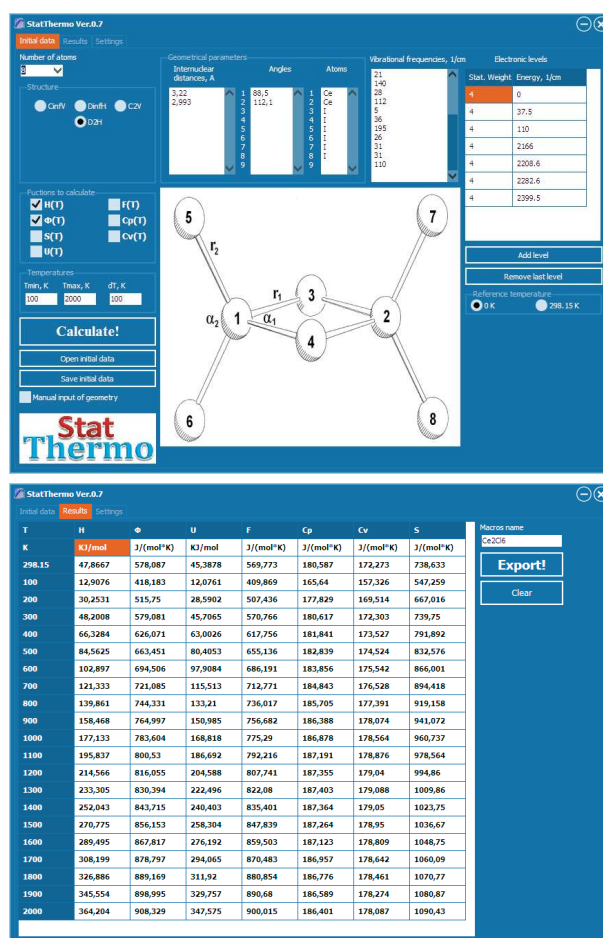 StatThermo Ver.0.7
Initial data Results Settings
Number of atoms
8
Structure
CinfV DinfH C2V
D2H
Geometrical parameters
Internuclear distances, A Angles Atoms
3,22 1 88,5 1 Ce
2,993 2 112,1 2 Ce
3 3 I
4 4 I
5 5 I
6 6 I
7 7 I
8 8 I
9 9
Vibrational frequencies, 1/cm
21
140
28
112
5
36
195
26
31
31
110
Electronic levels
Stat. Weight Energy, 1/cm
4 0
4 37.5
4 110
4 2166
4 2208.6
4 2282.6
4 2399.5
Add level
Remove last level
Reference temperature
0 K 298.15 K
Fuctions to calculate
H(T) F(T)
Φ(T) Cp(T)
S(T) Cv(T)
U(T)
Temperatures
Tmin, K Tmax, K dT, K
100 2000 100
Calculate!
Open initial data
Save initial data
Manual input of geometry
Stat
Thermo
5 7
r2
r1 3
α2 1 α1 2
4
6 8
StatThermo Ver.0.7
Initial data Results Settings
T H Φ U F Cp Cv S
K KJ/mol J/(mol*K) KJ/mol J/(mol*K) J/(mol*K) J/(mol*K) J/(mol*K)
298.15 47,8667 578,087 45,3878 569,773 180,587 172,273 738,633
100 12,9076 418,183 12,0761 409,869 165,64 157,326 547,259
200 30,2531 515,75 28,5902 507,436 177,829 169,514 667,016
300 48,2008 579,081 45,7065 570,766 180,617 172,303 739,75
400 66,3284 626,071 63,0026 617,756 181,841 173,527 791,892
500 84,5625 663,451 80,4053 655,136 182,839 174,524 832,576
600 102,897 694,506 97,9084 686,191 183,856 175,542 866,001
700 121,333 721,085 115,513 712,771 184,843 176,528 894,418
800 139,861 744,331 133,21 736,017 185,705 177,391 919,158
900 158,468 764,997 150,985 756,682 186,388 178,074 941,072
1000 177,133 783,604 168,818 775,29 186,878 178,564 960,737
1100 195,837 800,53 186,692 792,216 187,191 178,876 978,564
1200 214,566 816,055 204,588 807,741 187,355 179,04 994,86
1300 233,305 830,394 222,496 822,08 187,403 179,088 1009,86
1400 252,043 843,715 240,403 835,401 187,364 179,05 1023,75
1500 270,775 856,153 258,304 847,839 187,264 178,95 1036,67
1600 289,495 867,817 276,192 859,503 187,123 178,809 1048,75
1700 308,199 878,797 294,065 870,483 186,957 178,642 1060,09
1800 326,886 889,169 311,92 880,854 186,776 178,461 1070,77
1900 345,554 898,995 329,757 890,68 186,589 178,274 1080,87
2000 364,204 908,329 347,575 900,015 186,401 178,087 1090,43
Macros name
Ce2Cl6
Export!
Clear